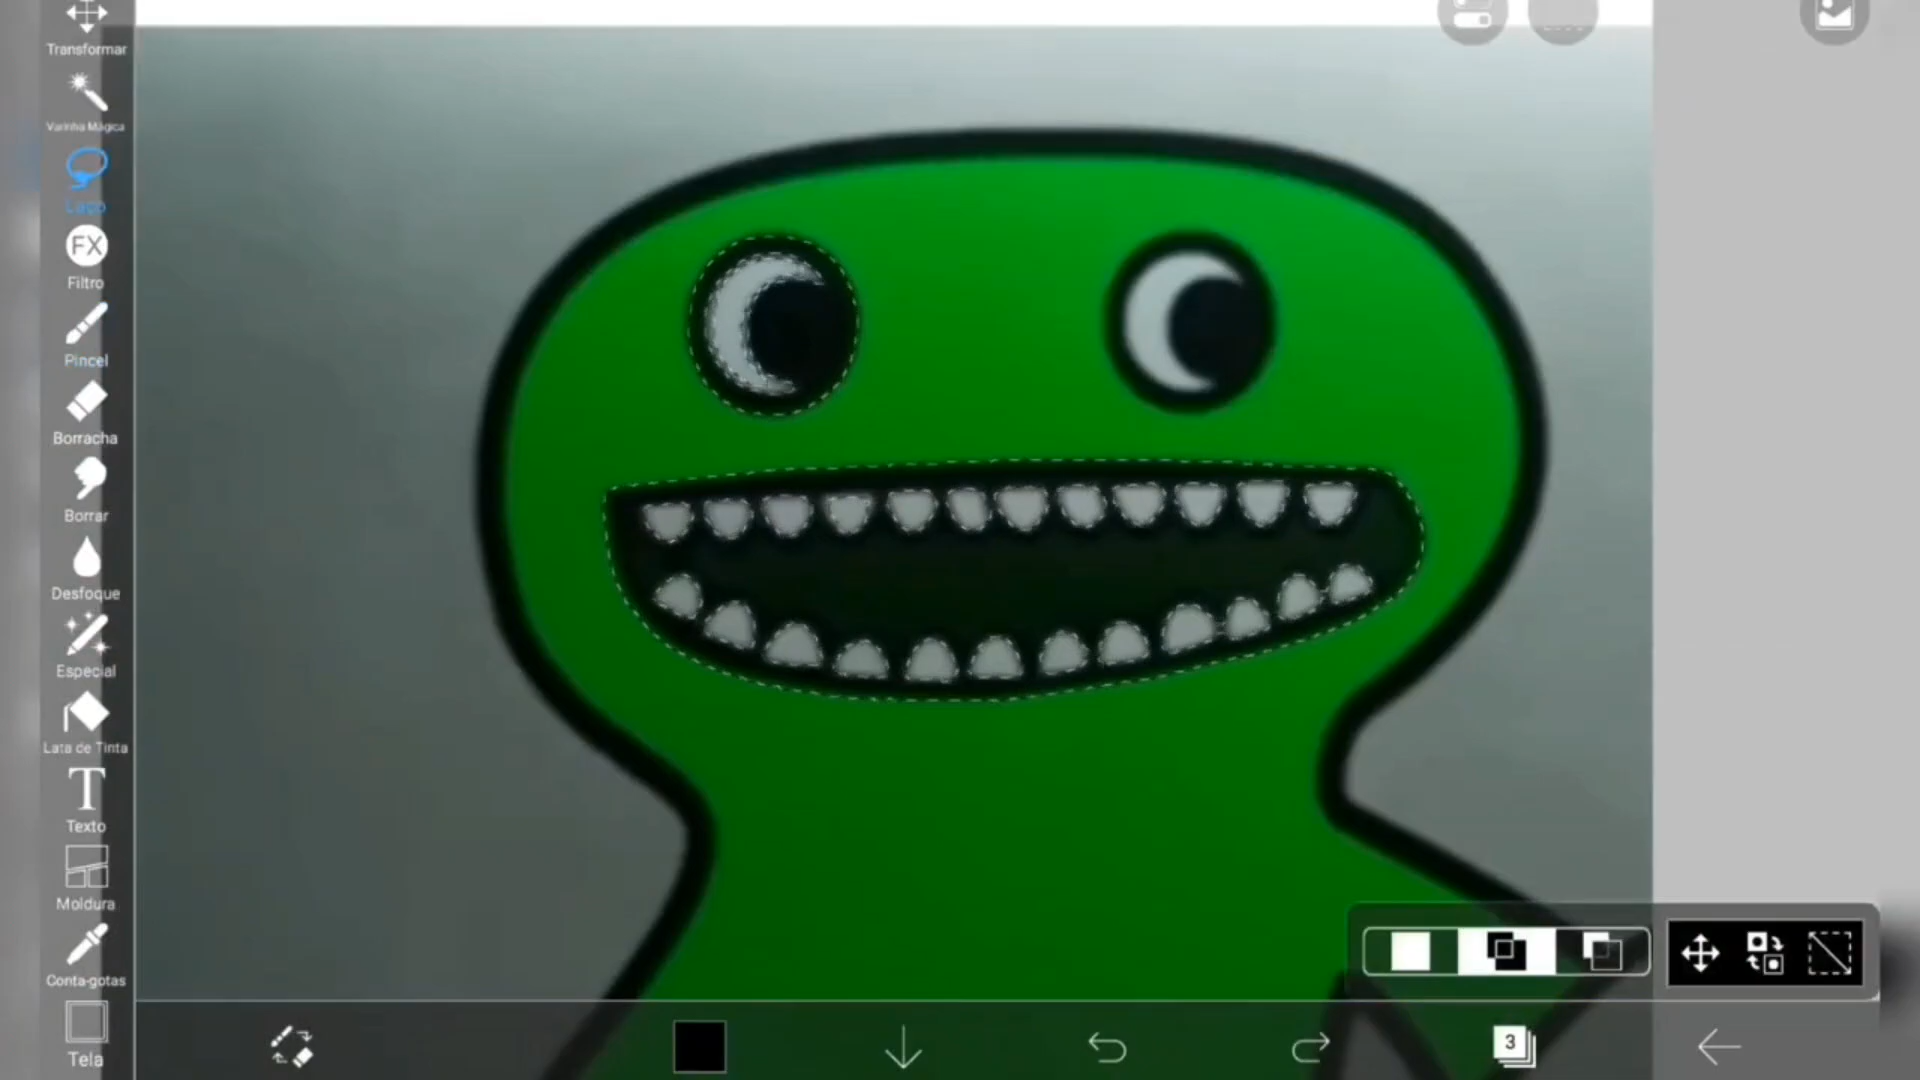 Transformar
Varinha Mágica
Laço
FX
Filtro
Pincel
Borracha
Borrar
Desfoque
Especial
Lata de Tinta
T
Texto
Moldura
Conta-gotas
Tela
3